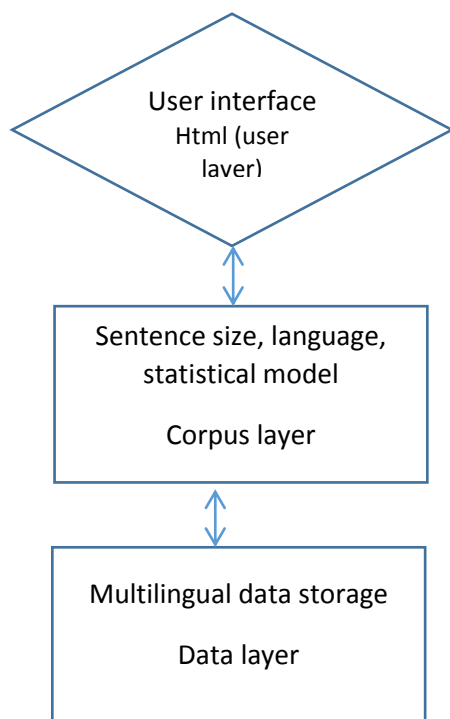 User interface
Html (user
layer)
Sentence size, language,
statistical model
Corpus layer
Multilingual data storage
Data layer